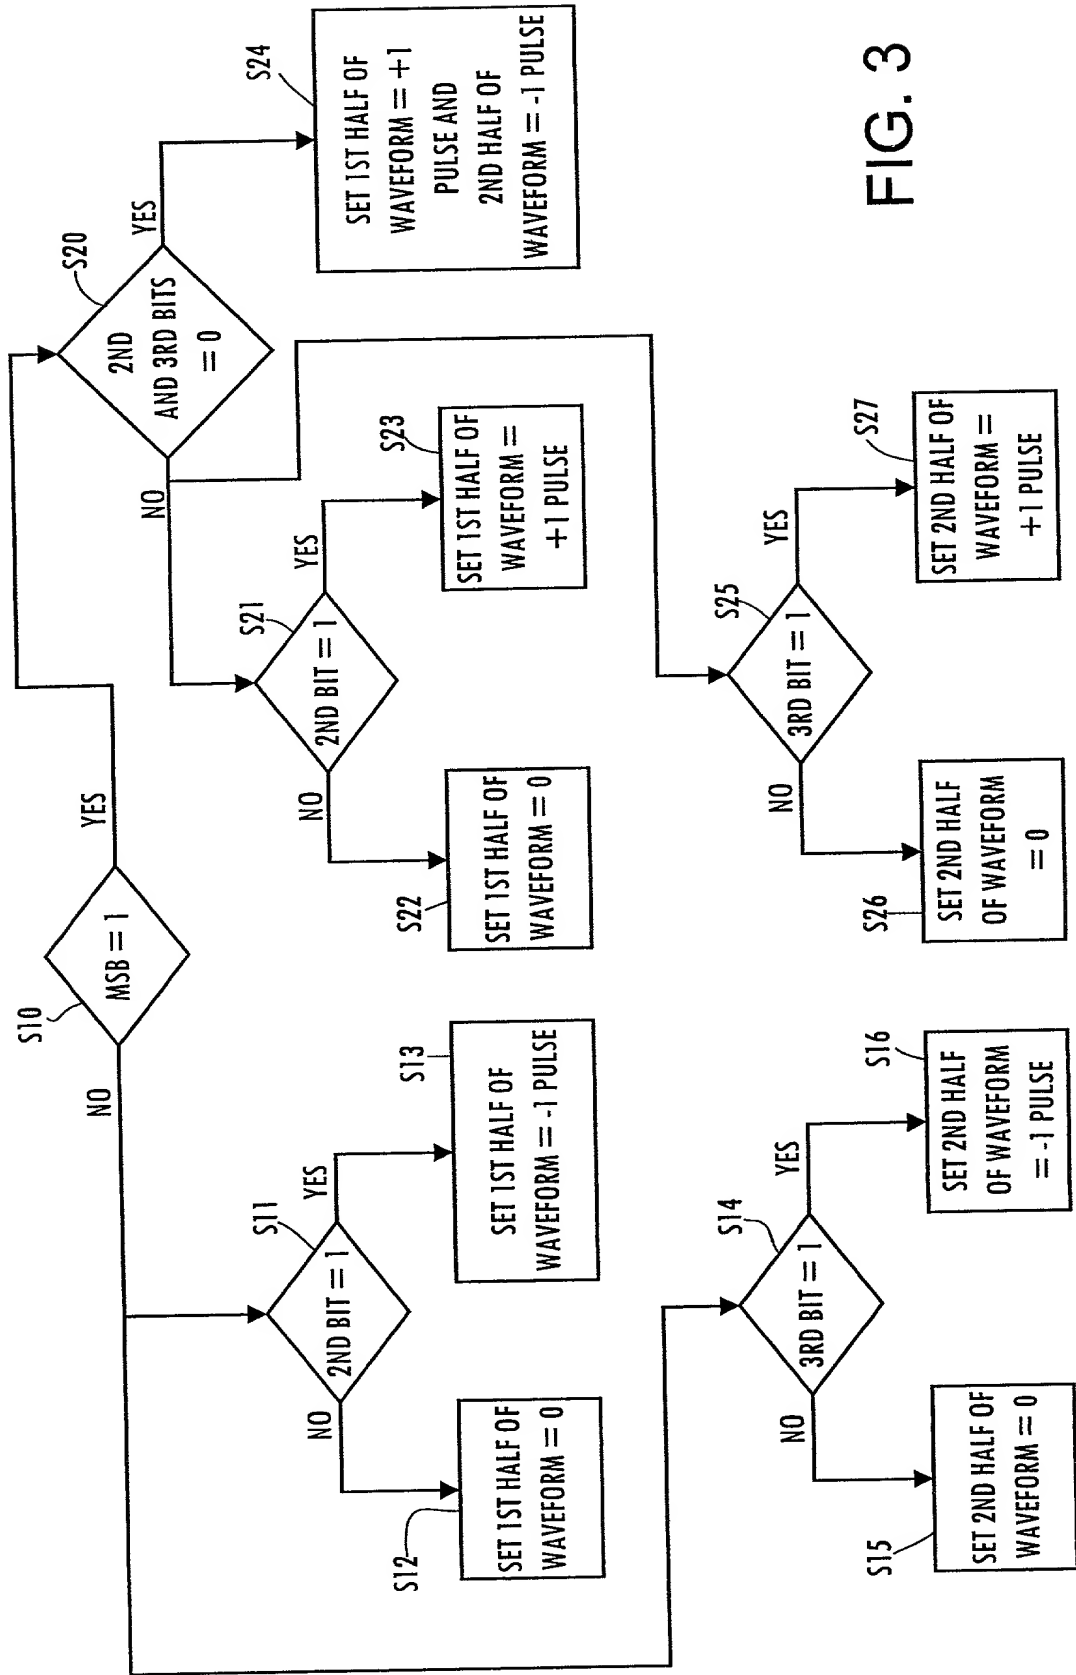 S10
MSB = 1
NO
YES
S11
2ND BIT = 1
NO
YES
S12
SET 1ST HALF OF
WAVEFORM = 0
S13
SET 1ST HALF OF
WAVEFORM = -1 PULSE
S14
3RD BIT = 1
NO
YES
S15
SET 2ND HALF OF
WAVEFORM = 0
S16
SET 2ND HALF
OF WAVEFORM
= -1 PULSE
S20
2ND
AND 3RD BITS
= 0
NO
YES
S21
2ND BIT = 1
NO
YES
S22
SET 1ST HALF OF
WAVEFORM = 0
S23
SET 1ST HALF OF
WAVEFORM =
+1 PULSE
S24
SET 1ST HALF OF
WAVEFORM = +1
PULSE AND
2ND HALF OF
WAVEFORM = -1 PULSE
S25
3RD BIT = 1
NO
YES
S26
SET 2ND HALF
OF WAVEFORM
= 0
S27
SET 2ND HALF OF
WAVEFORM =
+1 PULSE
FIG. 3